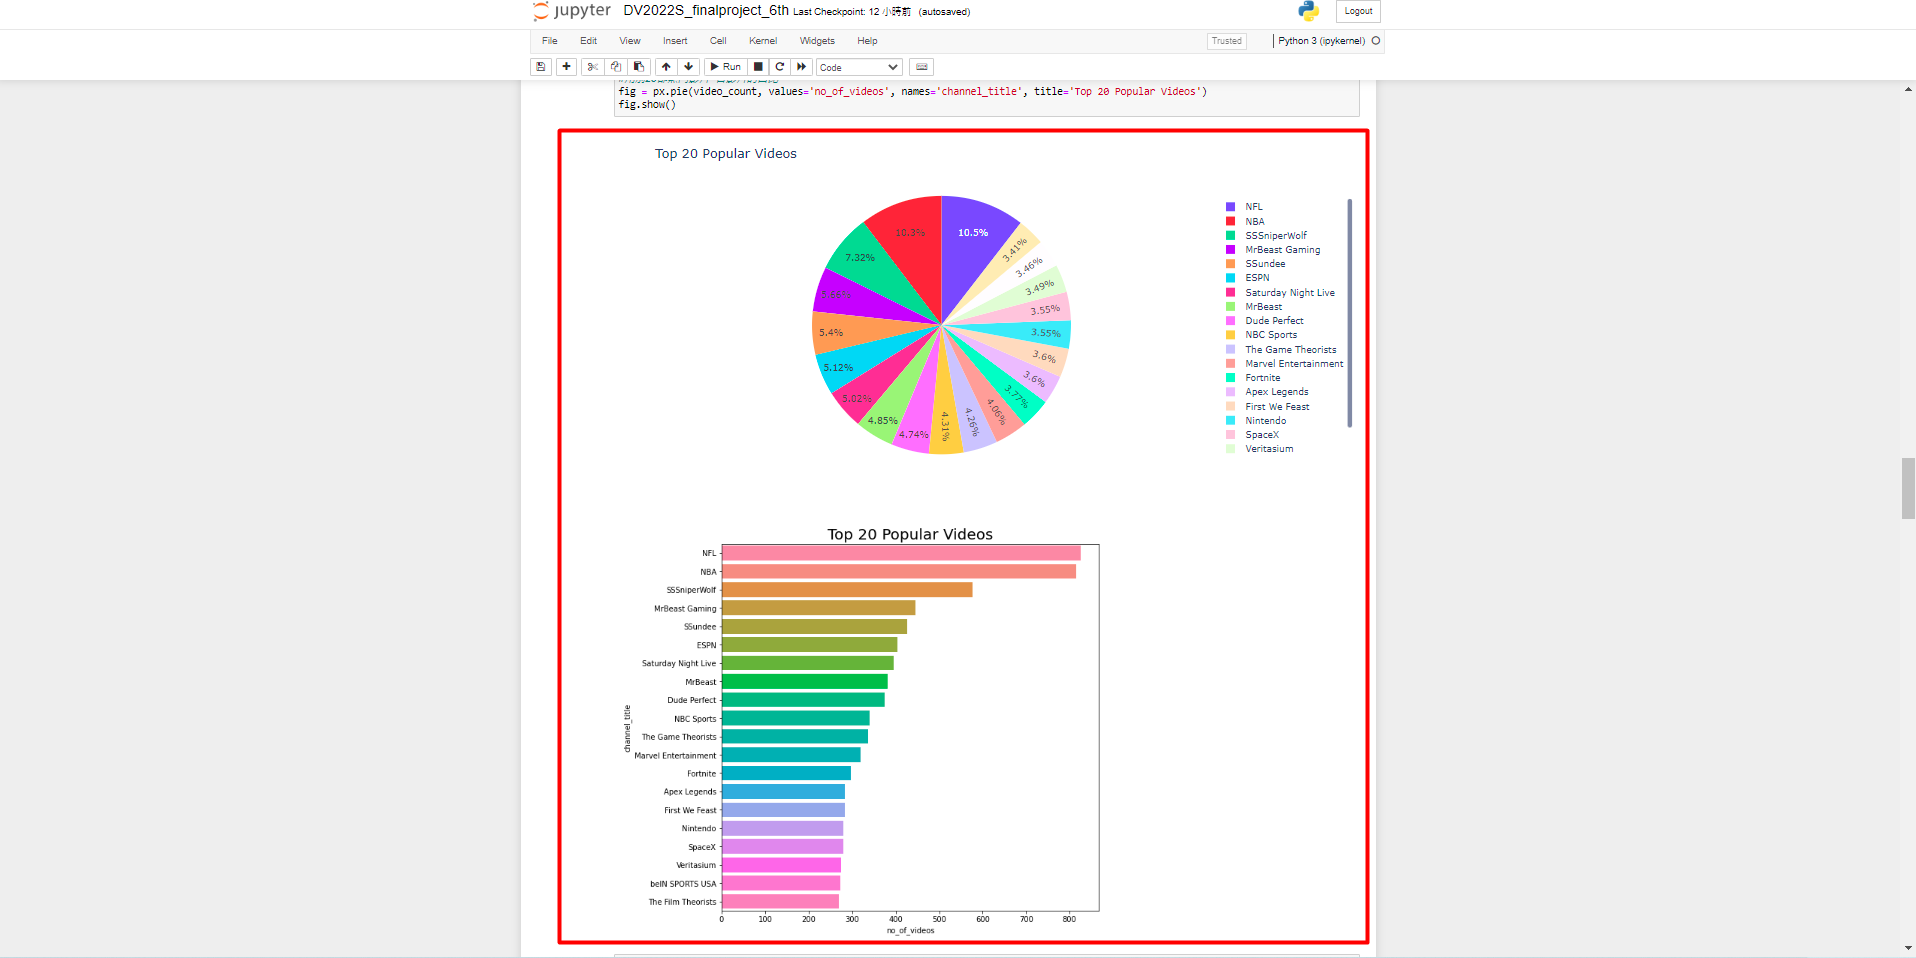 jupyter DV2022S_finalproject_6th Last Checkpoint: 12 小時前 (autosaved)
Logout
File Edit View Insert Cell Kernel Widgets Help
Trusted
Python 3 (ipykernel)
Run
Code
fig = px.pie(video_count, values='no_of_videos', names='channel_title', title='Top 20 Popular Videos')
fig.show()
Top 20 Popular Videos
10.3%
10.5%
3.41%
7.32%
3.46%
3.49%
5.66%
3.55%
5.4%
3.55%
3.6%
5.12%
3.6%
5.02%
3.77%
4.85%
4.74%
4.31%
4.26%
4.06%
NFL
NBA
SSSniperWolf
MrBeast Gaming
SSundee
ESPN
Saturday Night Live
MrBeast
Dude Perfect
NBC Sports
The Game Theorists
Marvel Entertainment
Fortnite
Apex Legends
First We Feast
Nintendo
SpaceX
Veritasium
Top 20 Popular Videos
NFL
NBA
SSSniperWolf
MrBeast Gaming
SSundee
ESPN
Saturday Night Live
MrBeast
Dude Perfect
NBC Sports
The Game Theorists
Marvel Entertainment
Fortnite
Apex Legends
First We Feast
Nintendo
SpaceX
Veritasium
beIN SPORTS USA
The Film Theorists
channel_title
0 100 200 300 400 500 600 700 800
no_of_videos